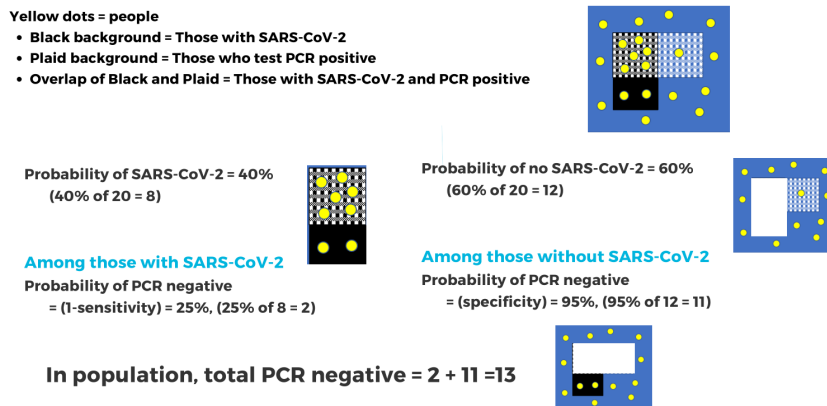 Yellow dots = people
• Black background = Those with SARS-CoV-2
• Plaid background = Those who test PCR positive
• Overlap of Black and Plaid = Those with SARS-CoV-2 and PCR positive
Probability of SARS-CoV-2 = 40%
(40% of 20 = 8)
Among those with SARS-CoV-2
Probability of PCR negative
= (1-sensitivity) = 25%, (25% of 8 = 2)
Probability of no SARS-CoV-2 = 60%
(60% of 20 = 12)
Among those without SARS-CoV-2
Probability of PCR negative
= (specificity) = 95%, (95% of 12 = 11)
In population, total PCR negative = 2 + 11 =13